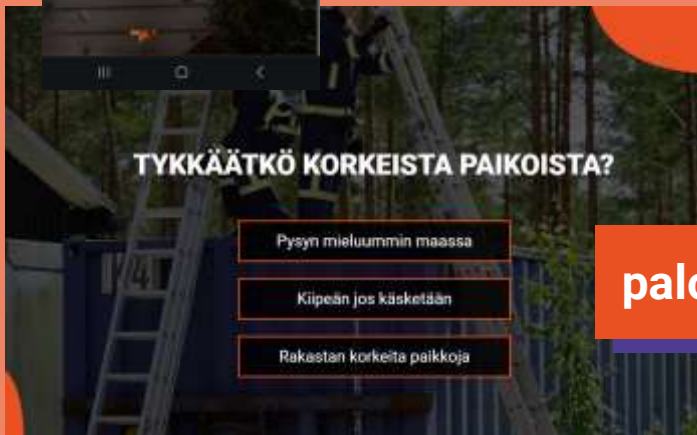 TYKKÄÄTKÖ KORKEISTA PAIKOISTA?
Pysyn mieluummin maassa
Kiipeän jos käsketään
Rakastan korkeita paikkoja
palo